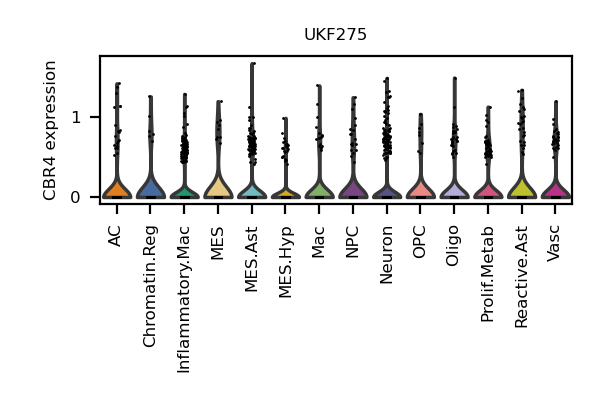 UKF275
CBR4 expression
1
0
AC
Chromatin.Reg
Inflammatory.Mac
MES
MES.Ast
MES.Hyp
Mac
NPC
Neuron
OPC
Oligo
Prolif.Metab
Reactive.Ast
Vasc